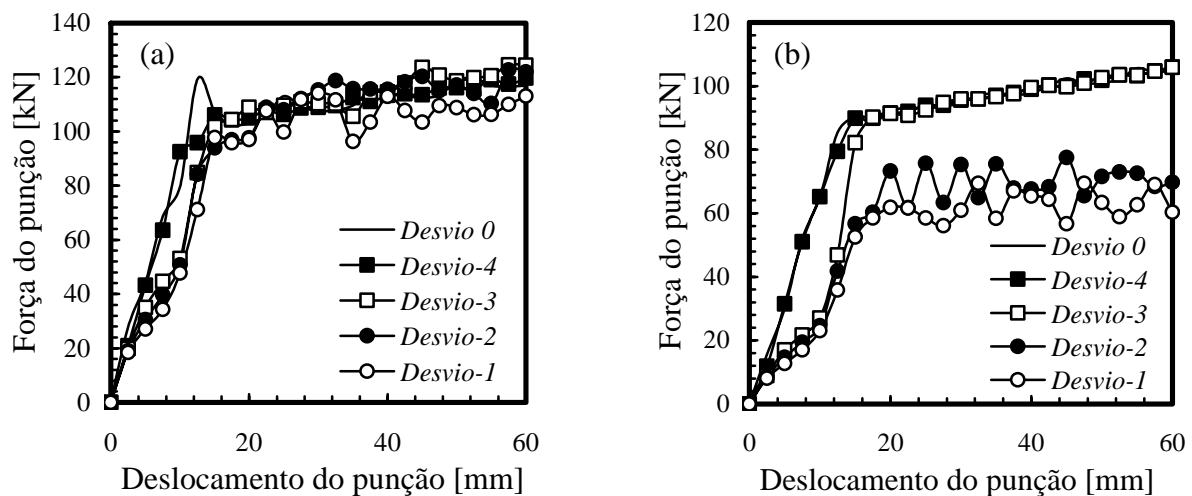 (a)
Força do punção [kN]
140
120
100
80
60
40
20
0
0 20 40 60
Deslocamento do punção [mm]
Desvio 0
Desvio-4
Desvio-3
Desvio-2
Desvio-1
(b)
Força do punção [kN]
120
100
80
60
40
20
0
0 20 40 60
Deslocamento do punção [mm]
Desvio 0
Desvio-4
Desvio-3
Desvio-2
Desvio-1